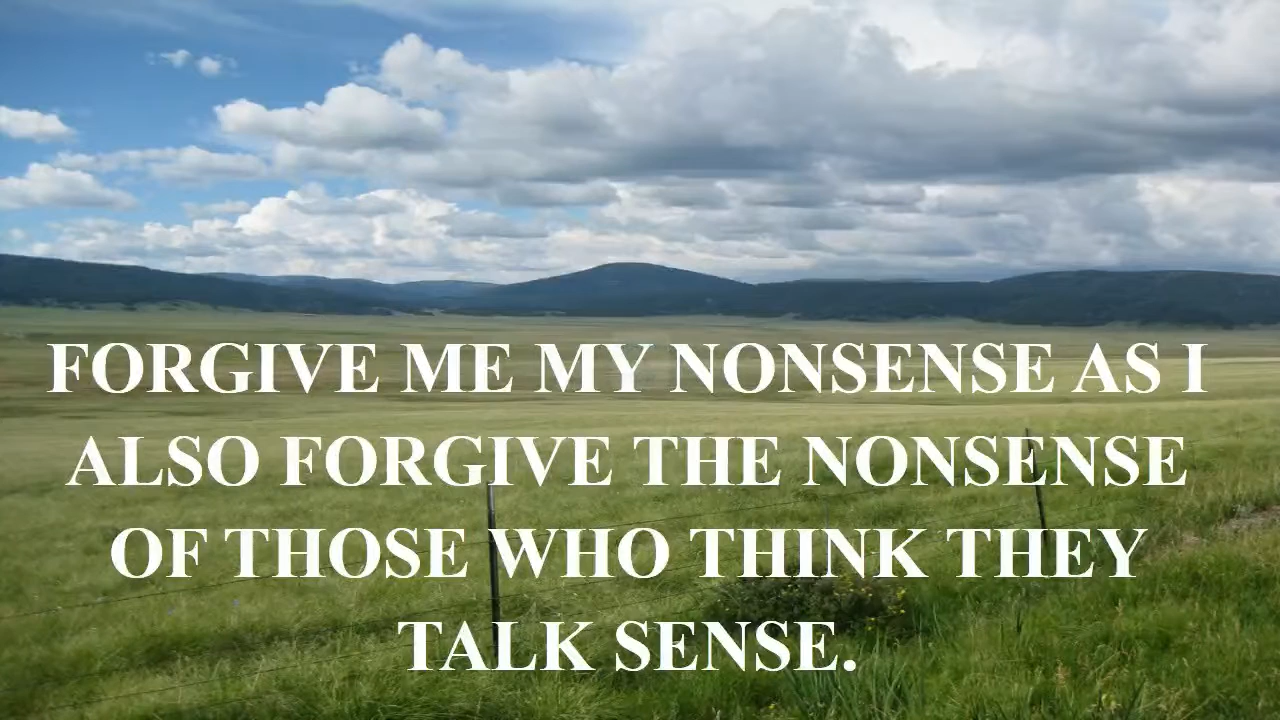 FORGIVE ME MY NONSENSE AS I
ALSO FORGIVE THE NONSENSE
OF THOSE WHO THINK THEY
TALK SENSE.